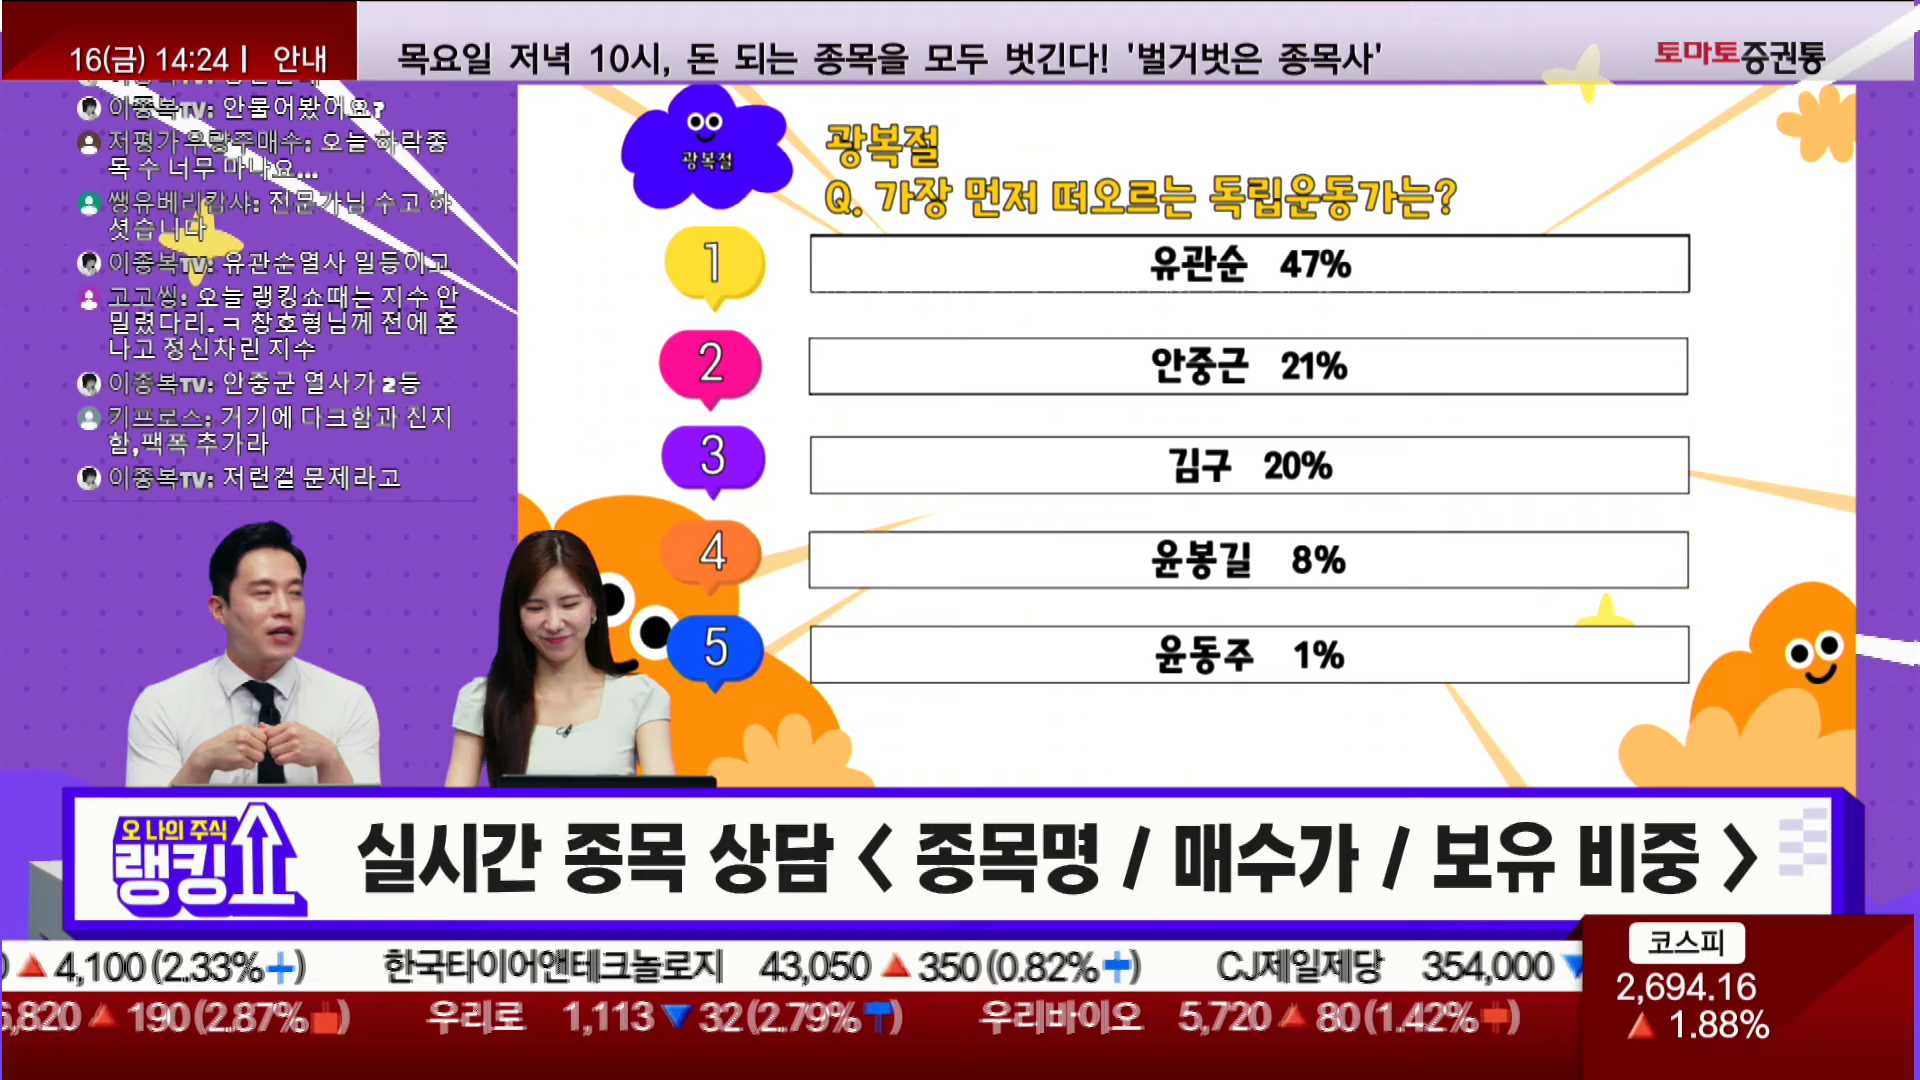 16(금) 14:24 | 안내
목요일 저녁 10시, 돈 되는 종목을 모두 벗긴다! '벌거벗은 종목사'
토마토증권통
이종복TV: 안물어봤어요?
저평가우량주매수: 오늘 하락종
목 수 너무 마나요...
쌩유베리캄사: 전문가님 수고 하
셧습니다
이종복TV: 유관순열사 일등이고
고고씽: 오늘 랭킹쇼때는 지수 안
밀렸다리.ㅋ 창호형님께 전에 혼
나고 정신차린 지수
이종복TV: 안중군 열사가 2등
키프로스: 거기에 다크함과 진지
함,팩폭 추가라
이종복TV: 저런걸 문제라고
광복절
광복절
Q. 가장 먼저 떠오르는 독립운동가는?
1 유관순 47%
2 안중근 21%
3 김구 20%
4 윤봉길 8%
5 윤동주 1%
오 나의 주식
랭킹쇼
실시간 종목 상담 < 종목명 / 매수가 / 보유 비중 >
▲4,100(2.33%+) 한국타이어앤테크놀로지 43,050▲350(0.82%+) CJ제일제당 354,000▼
6,820▲190(2.87%) 우리로 1,113▼32(2.79%) 우리바이오 5,720▲80(1.42%+)
코스피
2,694.16
▲ 1.88%